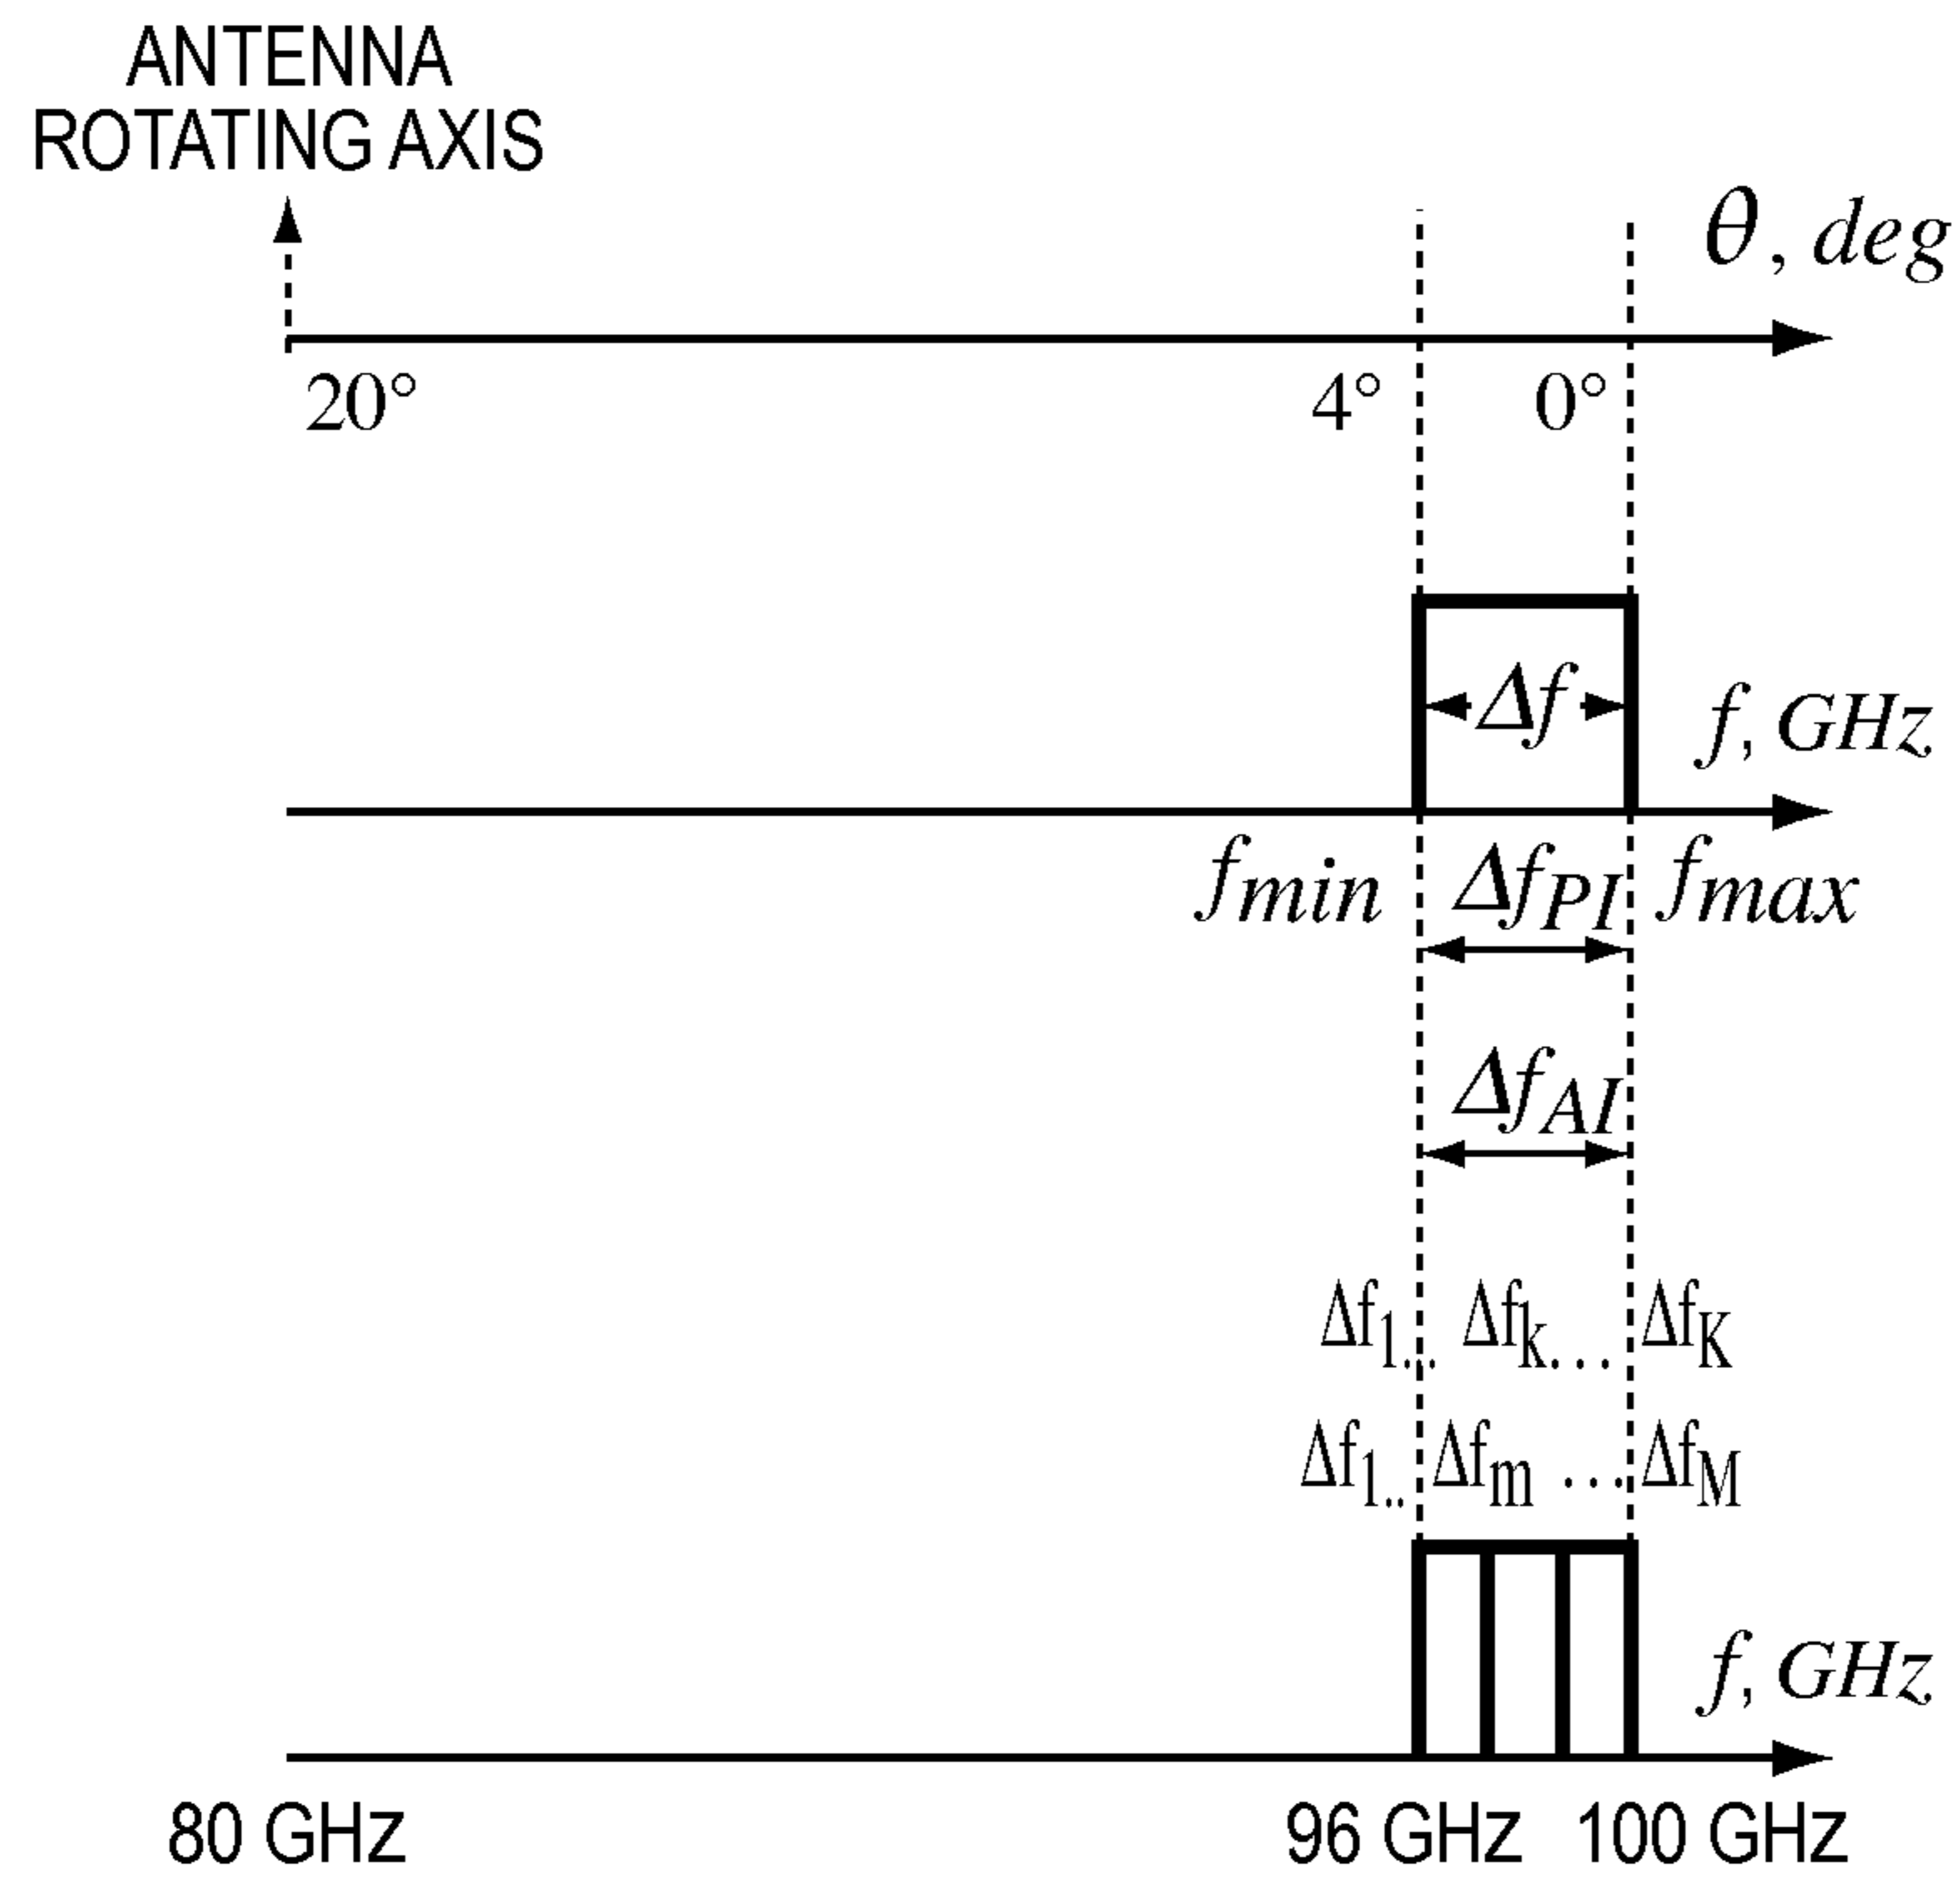 ANTENNA
ROTATING AXIS
θ, deg
20° 4° 0°
Δf
f, GHz
fmin ΔfPI fmax
ΔfAI
Δf1... Δfk... ΔfK
Δf1.. Δfm ... ΔfM
f, GHz
80 GHz 96 GHz 100 GHz